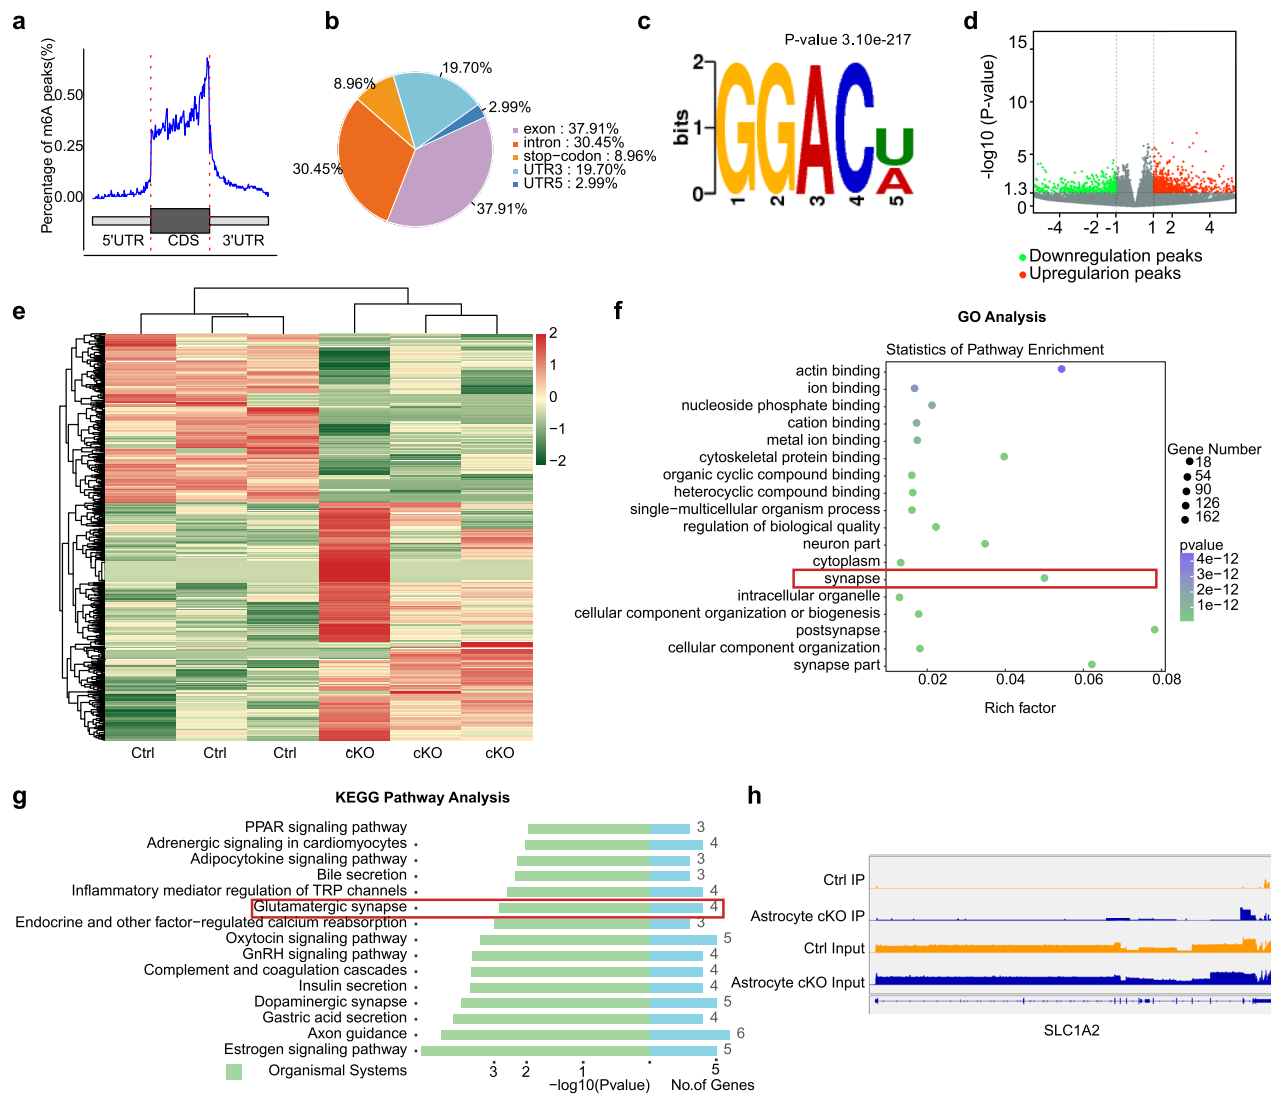 a
Percentage of m6A peaks(%)
0.50
0.25
0.00
5'UTR
CDS
3'UTR
b
8.96%
19.70%
2.99%
30.45%
37.91%
exon : 37.91%
intron : 30.45%
stop-codon : 8.96%
UTR3 : 19.70%
UTR5 : 2.99%
c
P-value 3.10e-217
bits
2
1
0
GGACU
A
1 2 3 4 5
d
-log10 (P-value)
15
10
5
1.3
0
-4 -2 -1 1 2 4
Downregulation peaks
Upregularion peaks
e
2
1
0
−1
−2
Ctrl Ctrl Ctrl cKO cKO cKO
f
GO Analysis
Statistics of Pathway Enrichment
actin binding
ion binding
nucleoside phosphate binding
cation binding
metal ion binding
cytoskeletal protein binding
organic cyclic compound binding
heterocyclic compound binding
single−multicellular organism process
regulation of biological quality
neuron part
cytoplasm
synapse
intracellular organelle
cellular component organization or biogenesis
postsynapse
cellular component organization
synapse part
0.02 0.04 0.06 0.08
Rich factor
Gene Number
18
54
90
126
162
pvalue
4e−12
3e−12
2e−12
1e−12
g
KEGG Pathway Analysis
PPAR signaling pathway 3
Adrenergic signaling in cardiomyocytes 4
Adipocytokine signaling pathway 3
Bile secretion 3
Inflammatory mediator regulation of TRP channels 4
Glutamatergic synapse 4
Endocrine and other factor−regulated calcium reabsorption 3
Oxytocin signaling pathway 5
GnRH signaling pathway 4
Complement and coagulation cascades 4
Insulin secretion 4
Dopaminergic synapse 5
Gastric acid secretion 4
Axon guidance 6
Estrogen signaling pathway 5
Organismal Systems
3 2 1 5
−log10(Pvalue) No.of Genes
h
Ctrl IP
Astrocyte cKO IP
Ctrl Input
Astrocyte cKO Input
SLC1A2